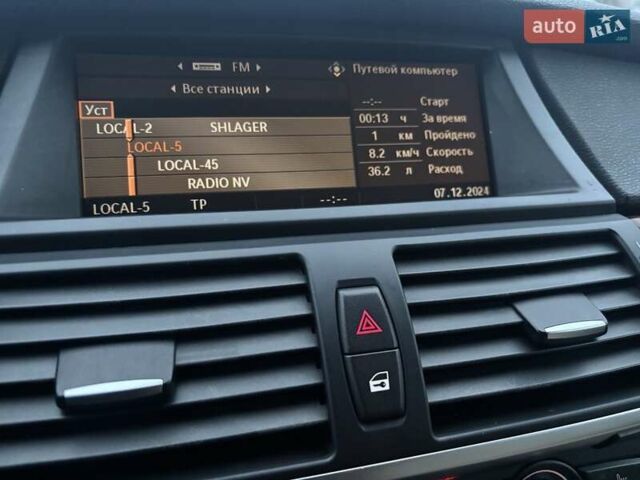 auto RIA .com
FM
Путевой компьютер
Все станции
Уст
LOCAL-2 SHLAGER
LOCAL-5
LOCAL-45
RADIO NV
LOCAL-5 TP --:--
--:-- Старт
00:13 ч За время
1 км Пройдено
8.2 км/ч Скорость
36.2 л Расход
07.12.2024